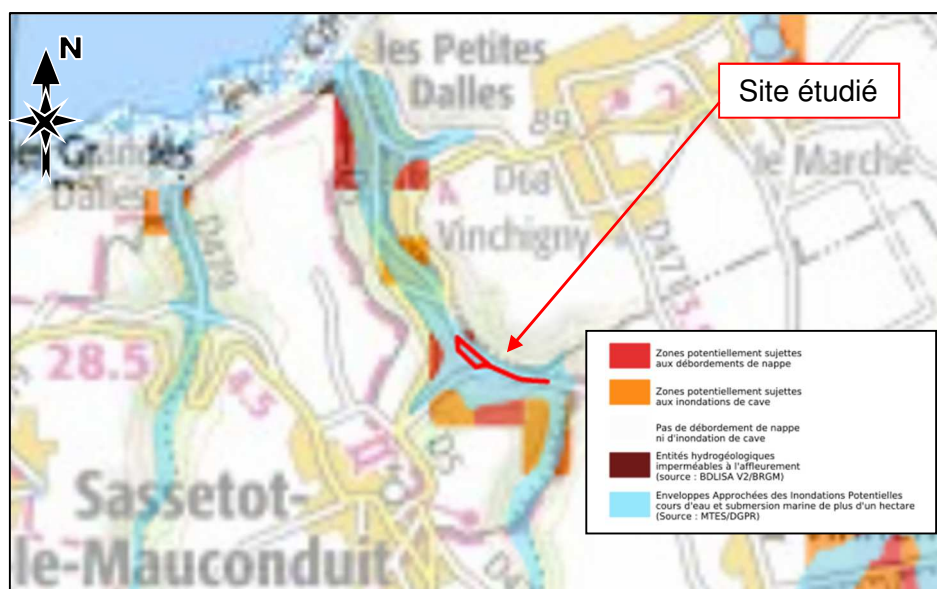 N
les Petites
Dalles
Site étudié
89
les Grandes
Dalles
D68
le Marché
Vinchigny
D479
28.5
4.5
D5
Sassetot-
le-Mauconduit
Zones potentiellement sujettes
aux débordements de nappe
Zones potentiellement sujettes
aux inondations de cave
Pas de débordement de nappe
ni d'inondation de cave
Entités hydrogéologiques
imperméables à l'affleurement
(source : BDLISA V2/BRGM)
Enveloppes Approchées des Inondations Potentielles
cours d'eau et submersion marine de plus d'un hectare
(Source : MTES/DGPR)